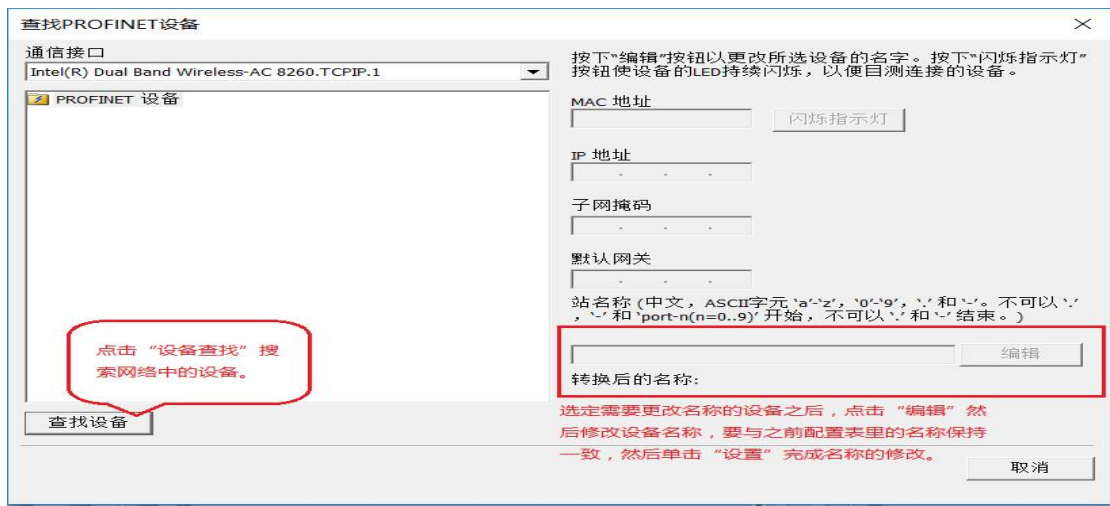 查找PROFINET设备
通信接口
Intel(R) Dual Band Wireless-AC 8260.TCPIP.1
PROFINET 设备
按下"编辑"按钮以更改所选设备的名字。按下"闪烁指示灯"
按钮使设备的LED持续闪烁，以便目测连接的设备。
MAC 地址
闪烁指示灯
IP 地址
子网掩码
默认网关
站名称 (中文，ASCII字元 'a'-'z'，'0'-'9'，'.' 和 '-'。不可以 '.'
，'-' 和 'port-n(n=0..9)' 开始，不可以 '.' 和 '-' 结束。)
编辑
转换后的名称:
点击“设备查找”搜
索网络中的设备。
查找设备
选定需要更改名称的设备之后，点击“编辑”然
后修改设备名称，要与之前配置表里的名称保持
一致，然后单击“设置”完成名称的修改。
取消